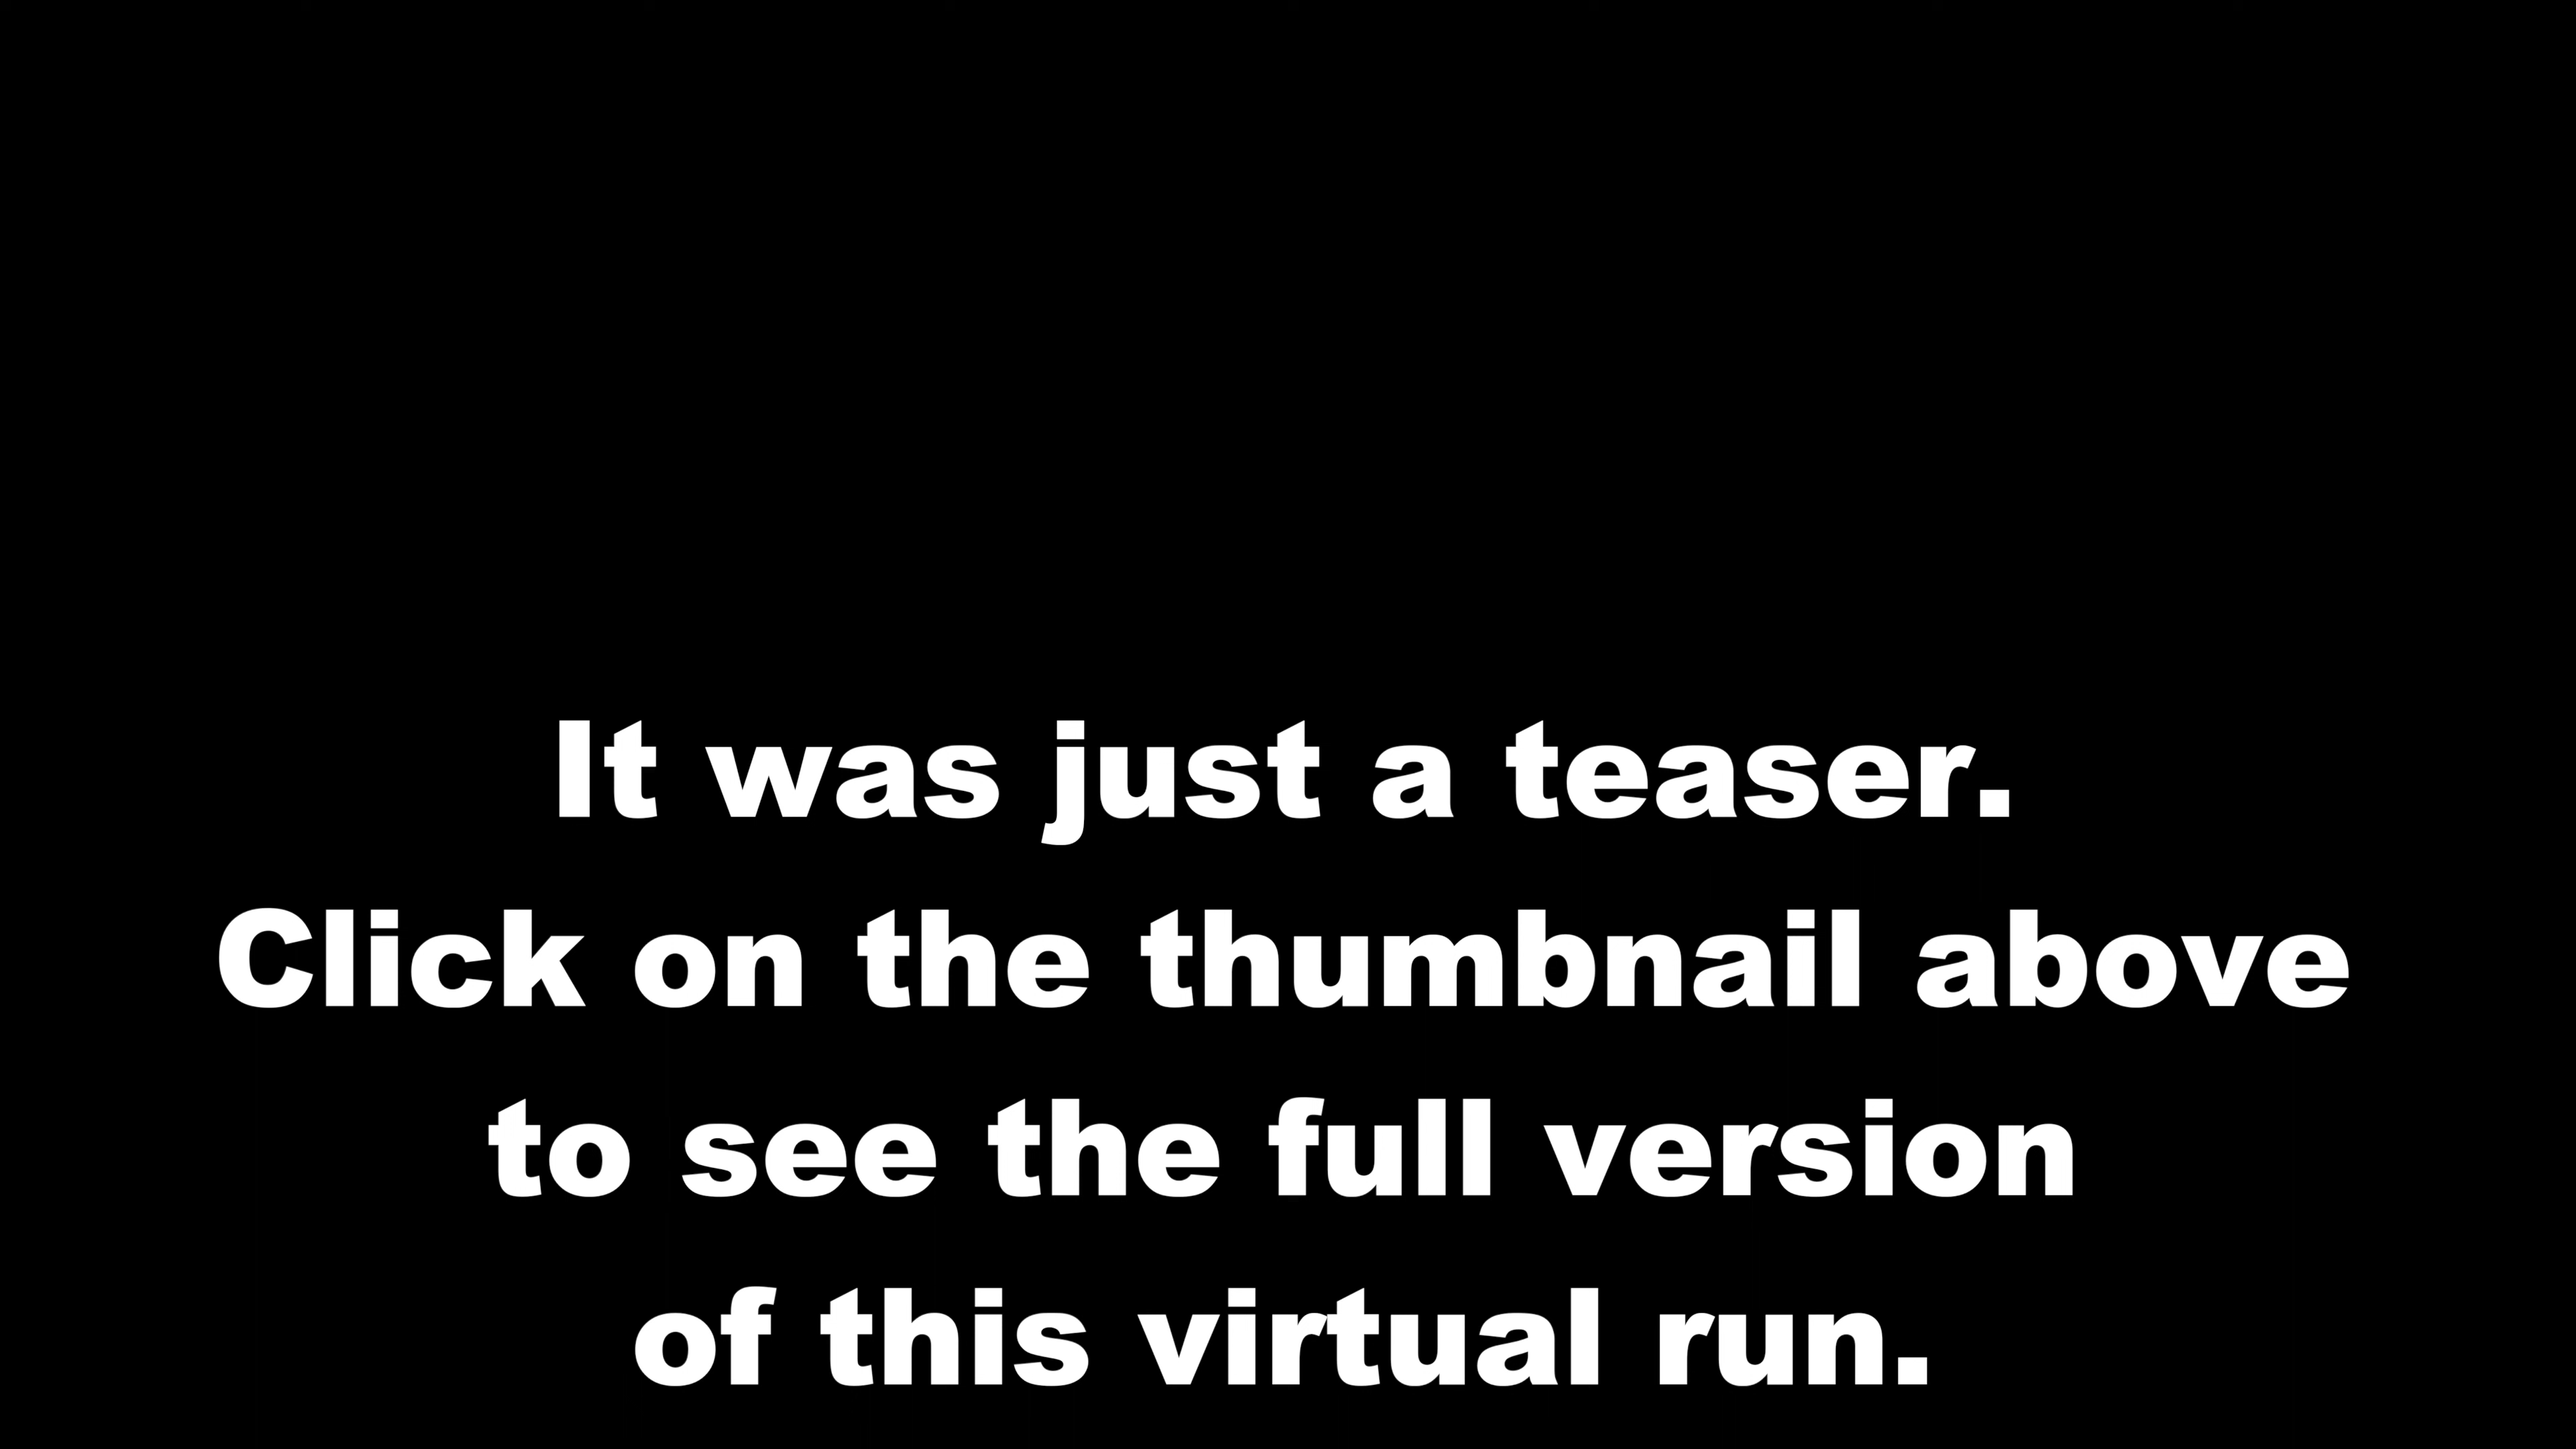 It was just a teaser.
Click on the thumbnail above
to see the full version
of this virtual run.